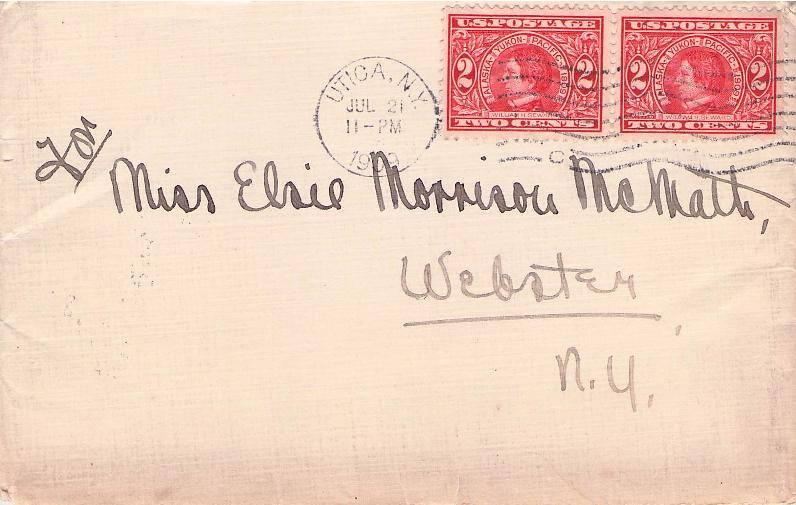 U.S. POSTAGE
ALASKA-YUKON-PACIFIC-1909
2 2
WILLIAM H. SEWARD
TWO CENTS
U.S. POSTAGE
ALASKA-YUKON-PACIFIC-1909
2 2
WILLIAM H. SEWARD
TWO CENTS
UTICA, N.Y.
JUL 21
11-PM
1909
For
Miss Elsie Morrison McMath,
Webster,
N.Y.